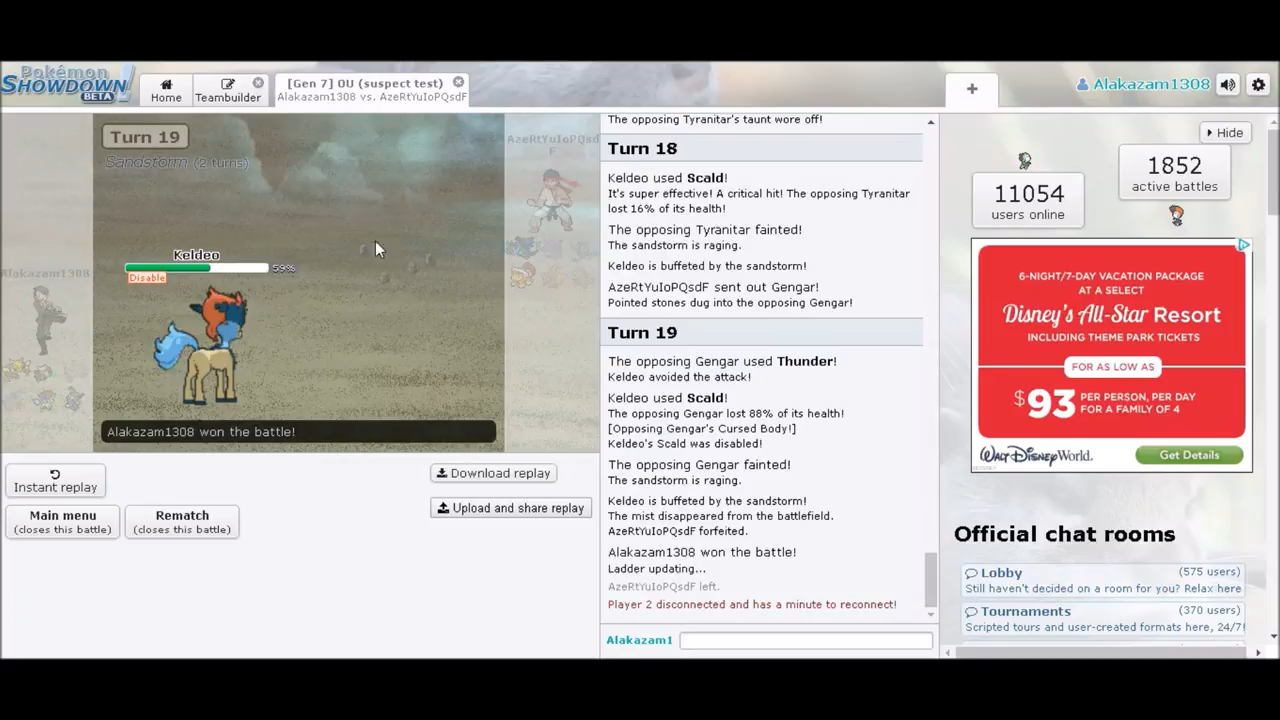 Pokémon
SHOWDOWN!
BETA
Home
Teambuilder
[Gen 7] OU (suspect test)
Alakazam1308 vs. AzeRtYuIoPQsdF
+
Alakazam1308
Turn 19
Sandstorm (2 turns)
Alakazam1308
AzeRtYuIoPQsd
F
Keldeo
59%
Disable
Alakazam1308 won the battle!
Instant replay
Download replay
Upload and share replay
Main menu
(closes this battle)
Rematch
(closes this battle)
The opposing Tyranitar's taunt wore off!
Turn 18
Keldeo used Scald!
It's super effective! A critical hit! The opposing Tyranitar
lost 16% of its health!
The opposing Tyranitar fainted!
The sandstorm is raging.
Keldeo is buffeted by the sandstorm!
AzeRtYuIoPQsdF sent out Gengar!
Pointed stones dug into the opposing Gengar!
Turn 19
The opposing Gengar used Thunder!
Keldeo avoided the attack!
Keldeo used Scald!
The opposing Gengar lost 88% of its health!
[Opposing Gengar's Cursed Body!]
Keldeo's Scald was disabled!
The opposing Gengar fainted!
The sandstorm is raging.
Keldeo is buffeted by the sandstorm!
The mist disappeared from the battlefield.
AzeRtYuIoPQsdF forfeited.
Alakazam1308 won the battle!
Ladder updating...
AzeRtYuIoPQsdF left.
Player 2 disconnected and has a minute to reconnect!
Alakazam1
Hide
11054
users online
1852
active battles
6-NIGHT/7-DAY VACATION PACKAGE
AT A SELECT
Disney's All-Star Resort
INCLUDING THEME PARK TICKETS
FOR AS LOW AS
$93 PER PERSON, PER DAY
FOR A FAMILY OF 4
Walt Disney World.
Get Details
Official chat rooms
Lobby (575 users)
Still haven't decided on a room for you? Relax here
Tournaments (370 users)
Scripted tours and user-created formats here, 24/7!